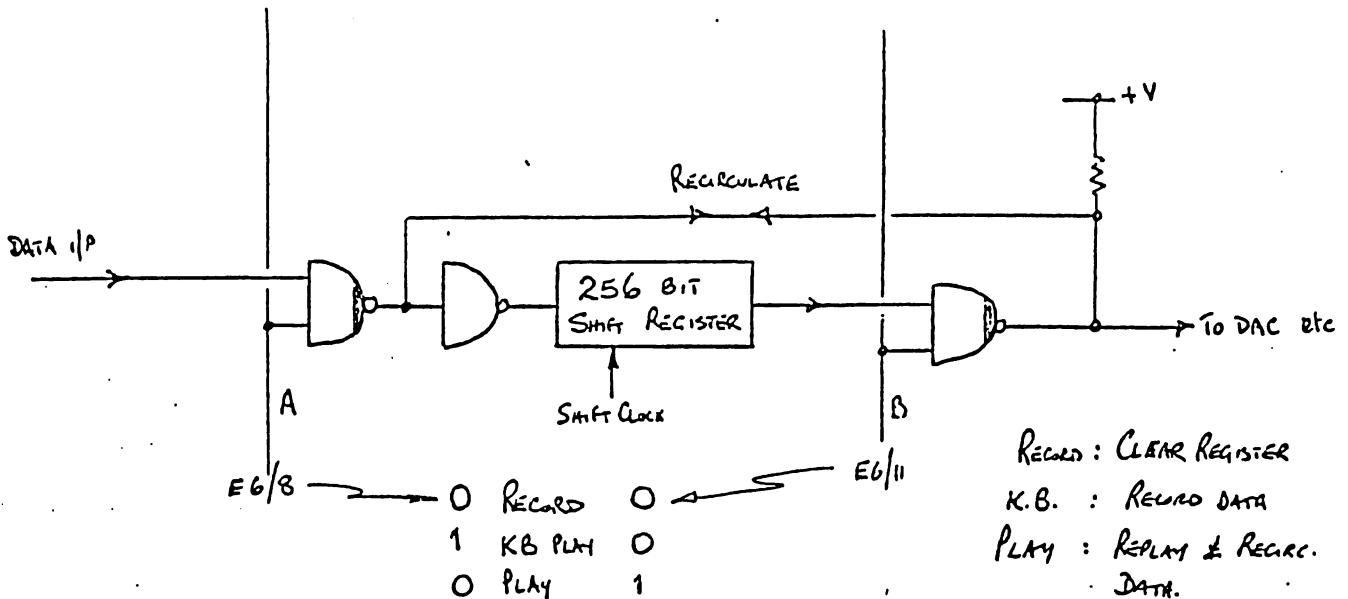 +V
RECIRCULATE
DATA I/P
256 BIT
SHIFT REGISTER
TO DAC etc
A
SHIFT CLOCK
B
E6/8
E6/11
0 RECORD 0
1 KB PLAY 0
0 PLAY 1
RECORD : CLEAR REGISTER
K.B. : RECORD DATA
PLAY : REPLAY & RECIRC.
DATA.